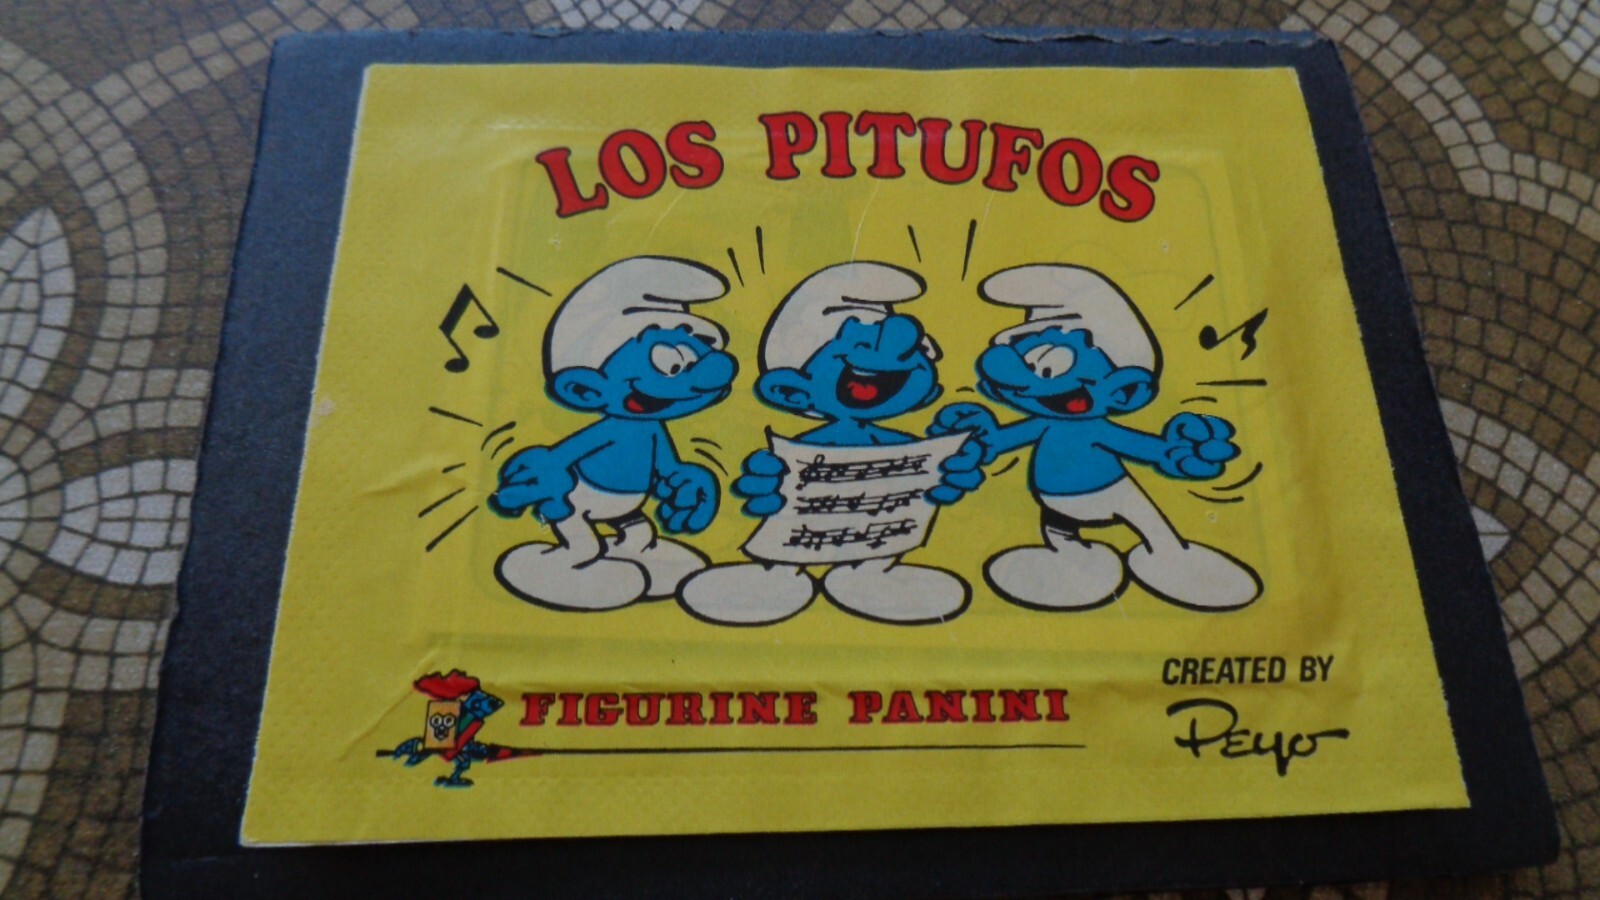 LOS PITUFOS
FIGURINE PANINI
CREATED BY
Peyo